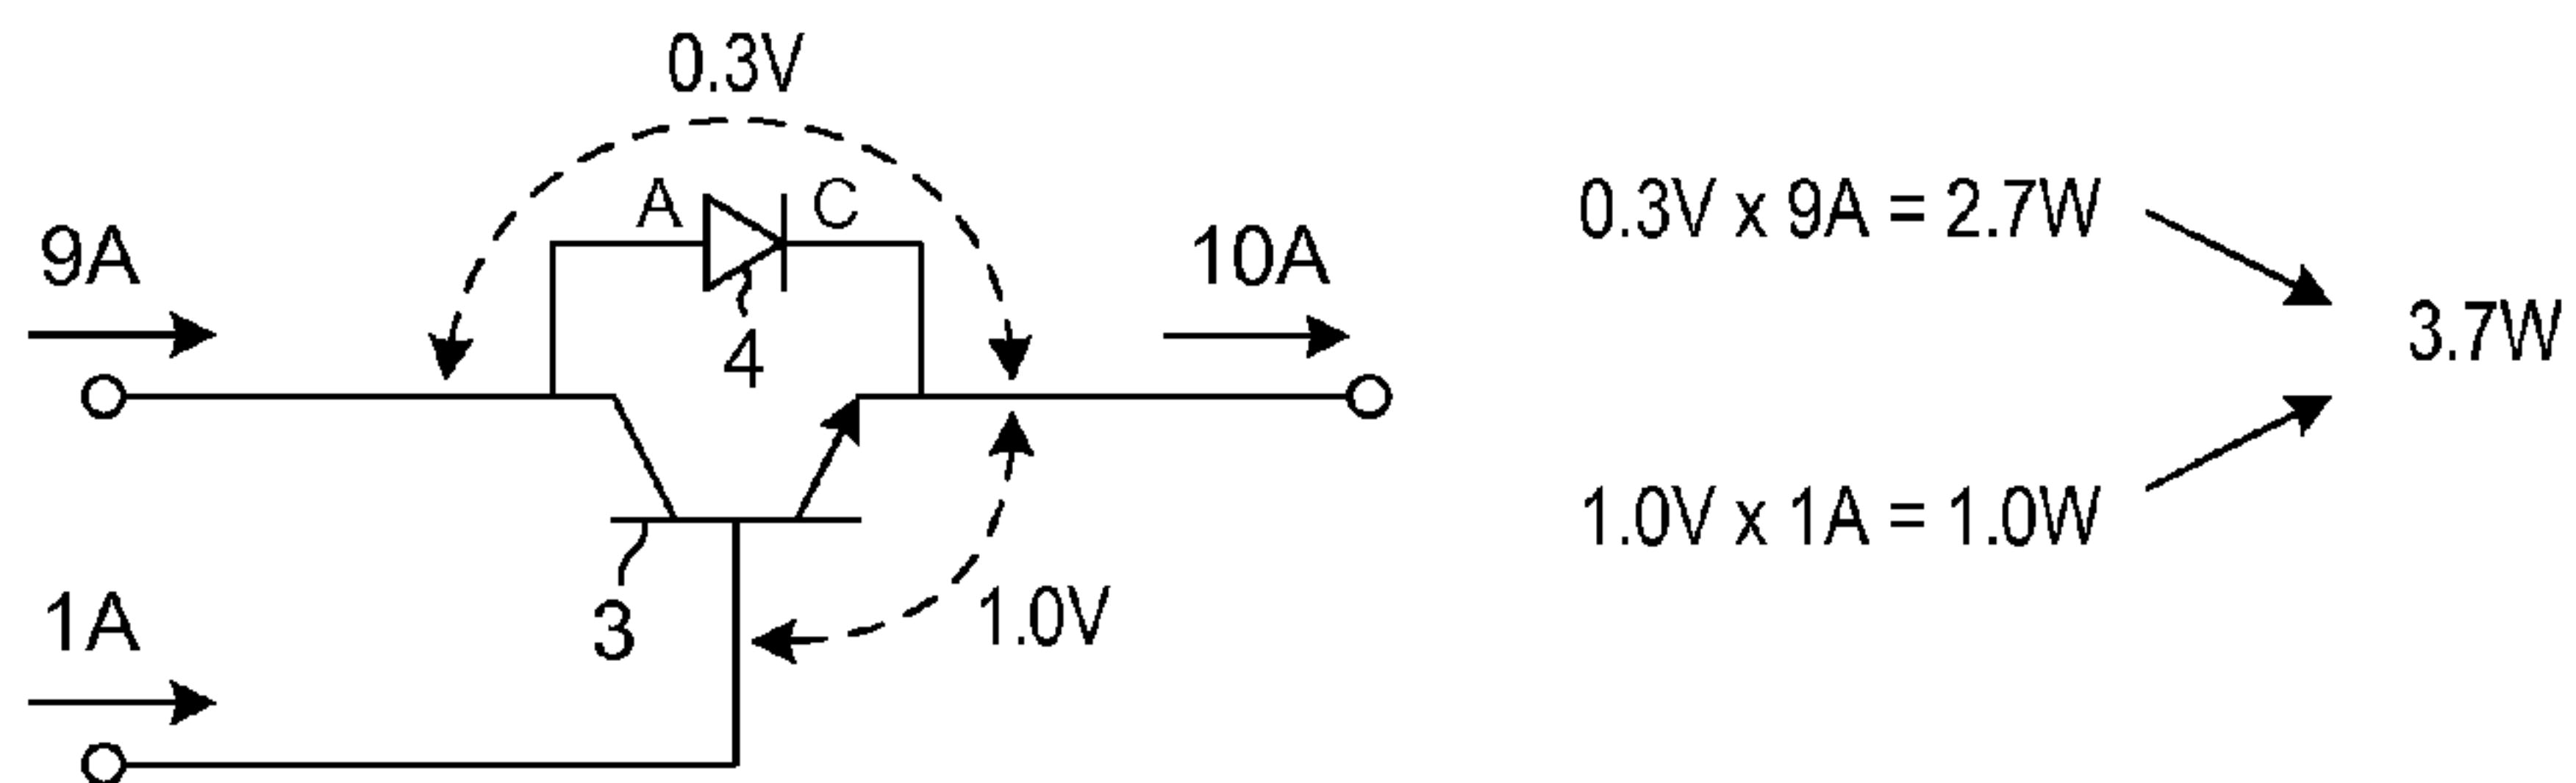 0.3V
A
C
9A
10A
4
0.3V x 9A = 2.7W
3.7W
1.0V x 1A = 1.0W
3
1.0V
1A